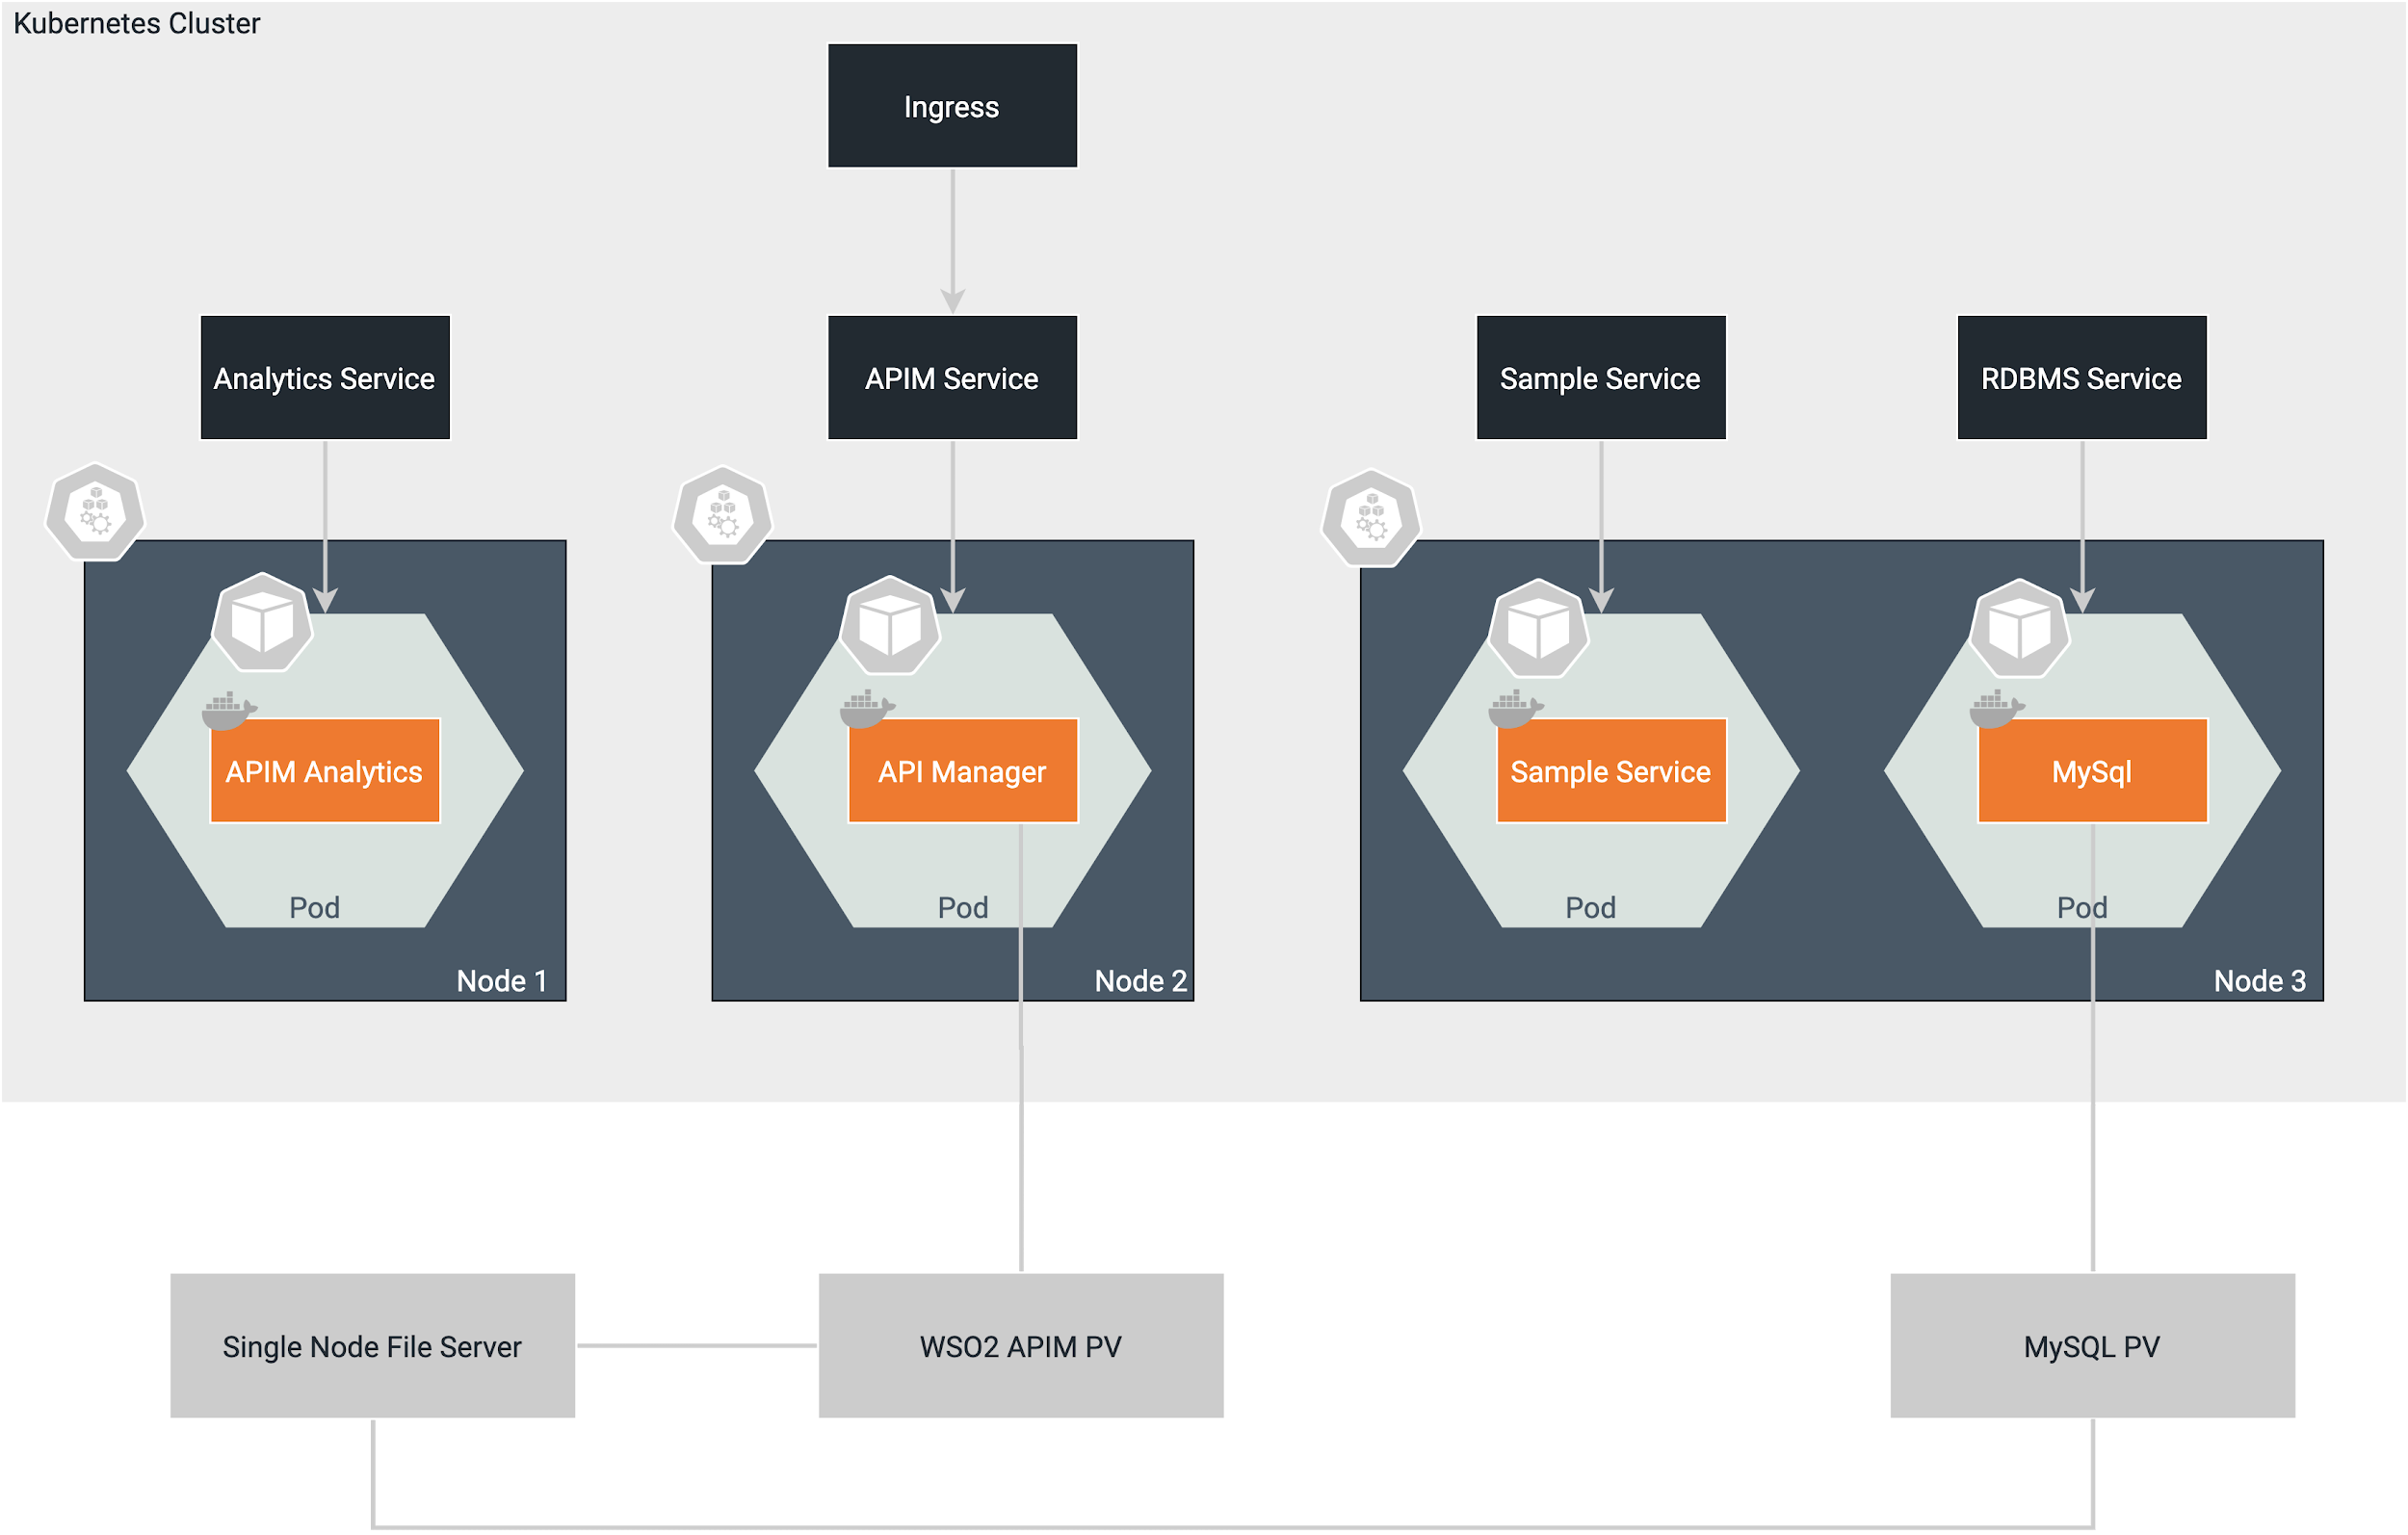 Kubernetes Cluster
Ingress
Analytics Service
APIM Service
Sample Service
RDBMS Service
APIM Analytics
API Manager
Sample Service
MySql
Pod
Pod
Pod
Pod
Node 1
Node 2
Node 3
Single Node File Server
WSO2 APIM PV
MySQL PV